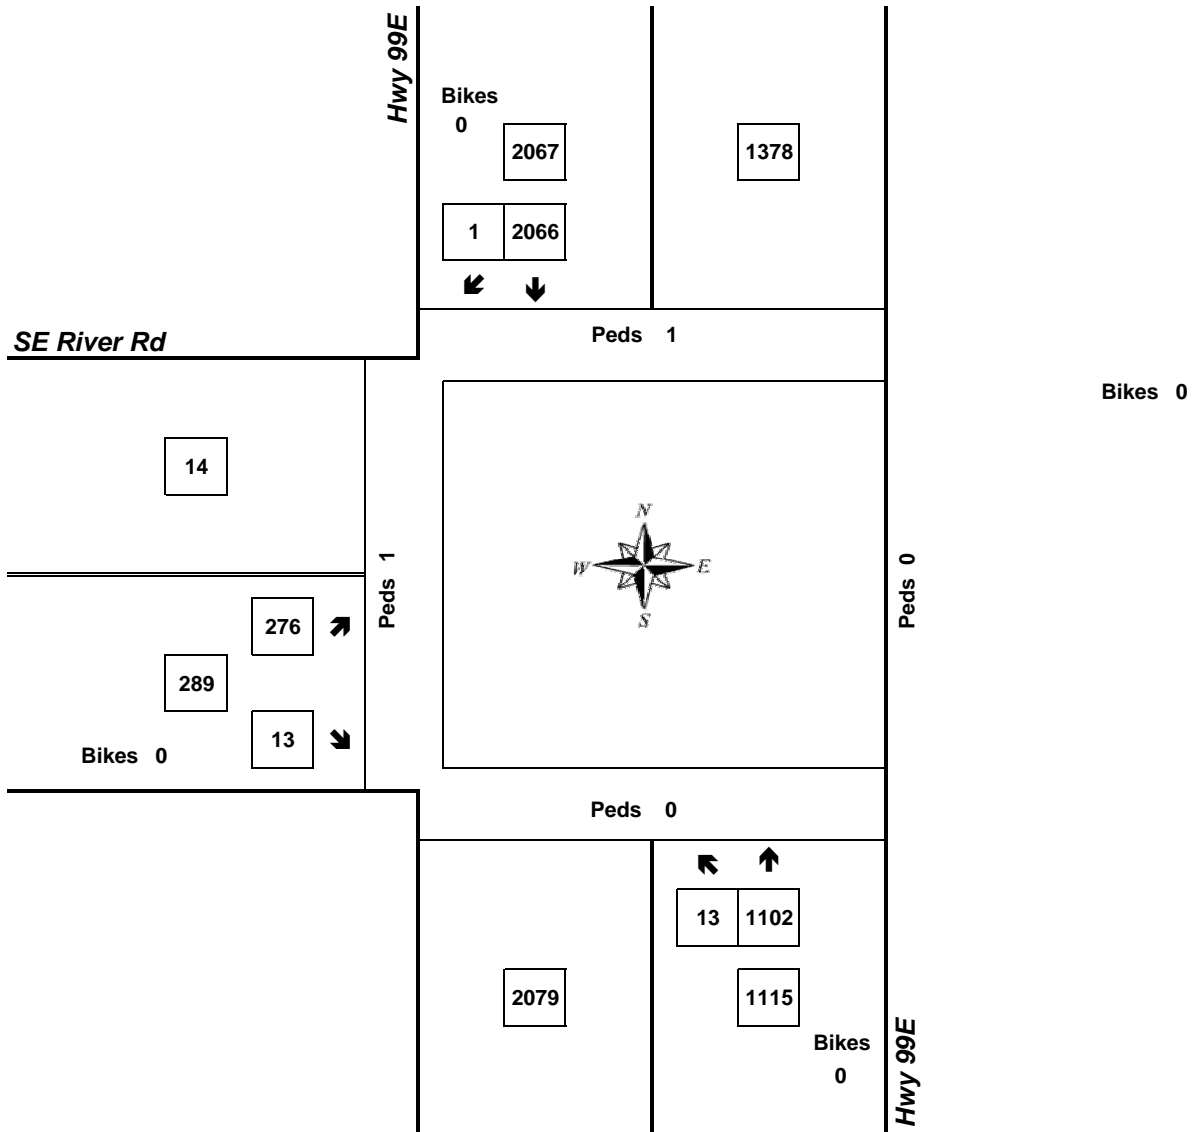 Hwy 99E
Bikes
0
2067
1378
1 2066
Peds 1
SE River Rd
Bikes 0
14
N
W E
S
Peds 1
Peds 0
276
289
13
Bikes 0
Peds 0
13 1102
2079
1115
Bikes
0
Hwy 99E